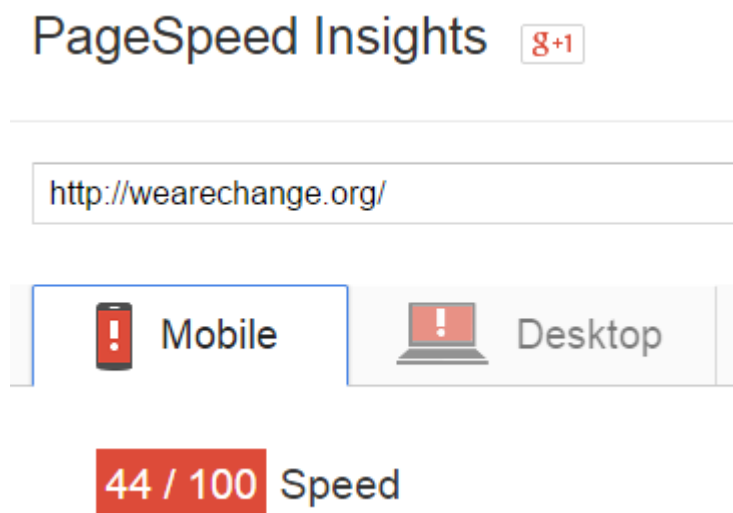 PageSpeed Insights g+1
http://wearechange.org/
! Mobile ! Desktop
44 / 100 Speed